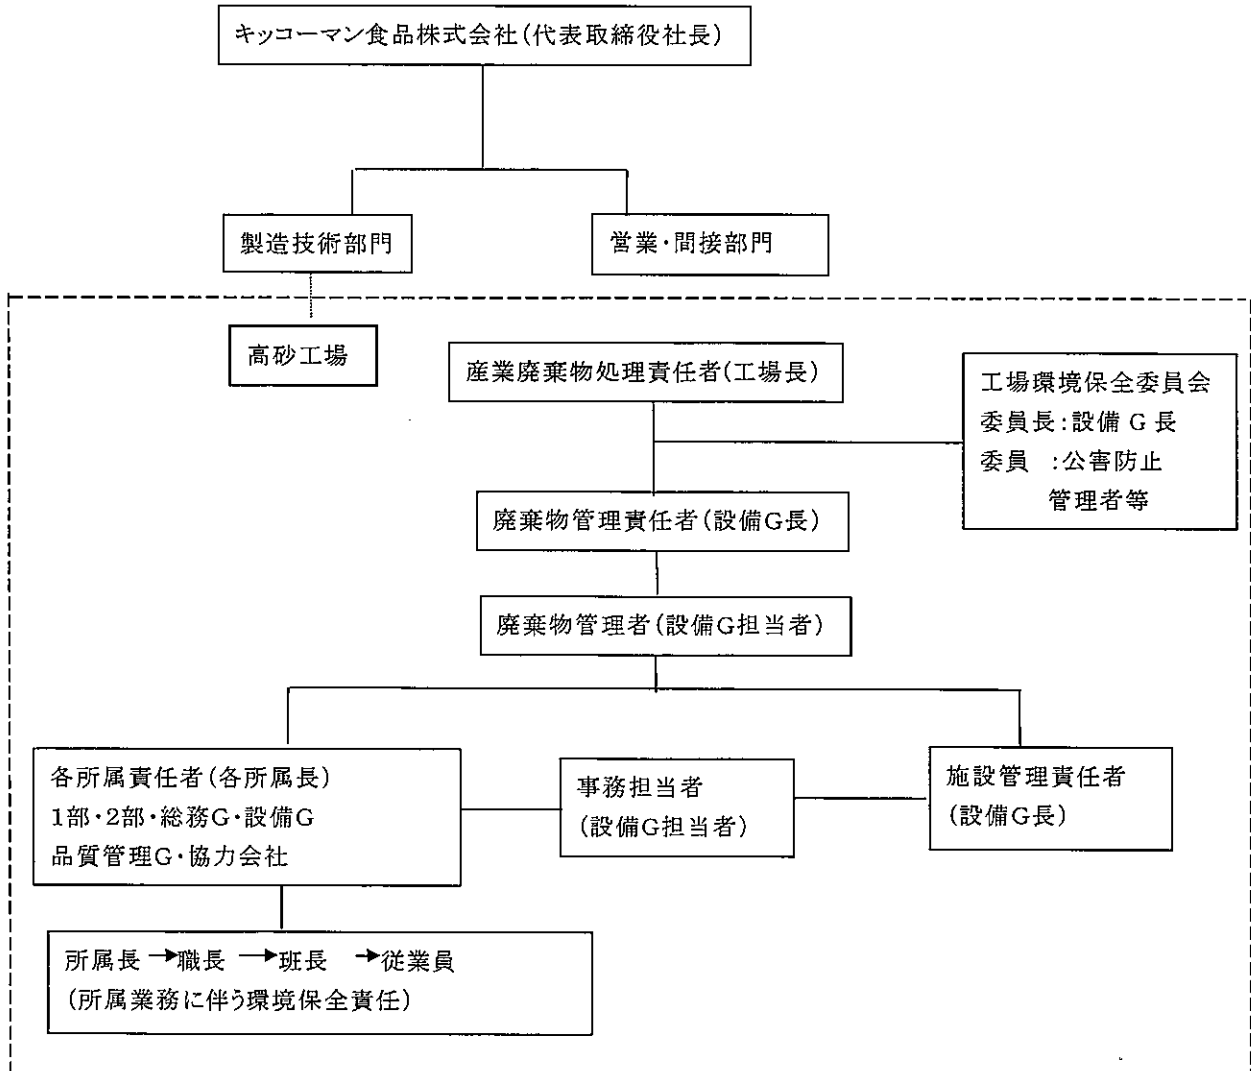 キッコーマン食品株式会社(代表取締役社長)
製造技術部門
営業・間接部門
高砂工場
産業廃棄物処理責任者(工場長)
工場環境保全委員会
委員長:設備G長
委員 :公害防止
管理者等
廃棄物管理責任者(設備G長)
廃棄物管理者(設備G担当者)
各所属責任者(各所属長)
1部・2部・総務G・設備G
品質管理G・協力会社
事務担当者
(設備G担当者)
施設管理責任者
(設備G長)
所属長→職長→班長 →従業員
(所属業務に伴う環境保全責任)